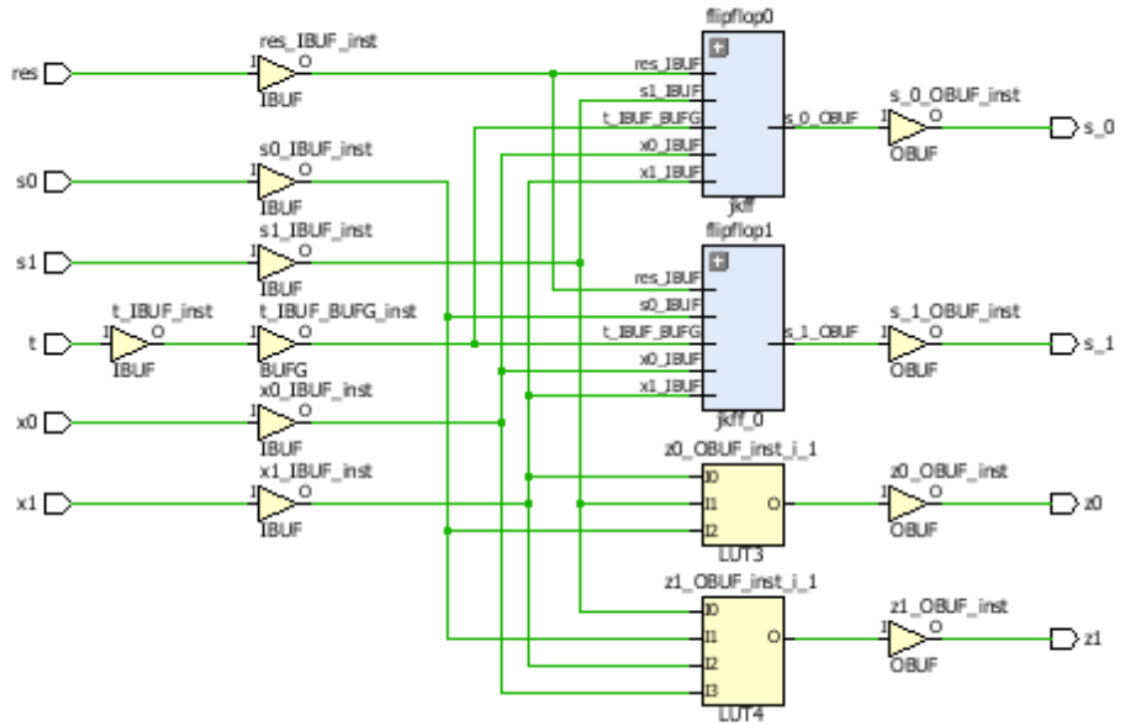 flipflop0
res_IBUF_inst
res
I
O
IBUF
res_IBUF
s1_IBUF
t_IBUF_BUFG
x0_IBUF
x1_IBUF
s_0_OBUF
jkff
s_0_OBUF_inst
I
O
OBUF
s_0
s0_IBUF_inst
s0
I
O
IBUF
s1_IBUF_inst
s1
I
O
IBUF
flipflop1
res_IBUF
s0_IBUF
t_IBUF_BUFG
x0_IBUF
x1_IBUF
s_1_OBUF
jkff_0
s_1_OBUF_inst
I
O
OBUF
s_1
t_IBUF_inst
t
I
O
IBUF
t_IBUF_BUFG_inst
I
O
BUFG
x0_IBUF_inst
x0
I
O
IBUF
x1_IBUF_inst
x1
I
O
IBUF
z0_OBUF_inst_i_1
I0
I1
I2
O
LUT3
z0_OBUF_inst
I
O
OBUF
z0
z1_OBUF_inst_i_1
I0
I1
I2
I3
O
LUT4
z1_OBUF_inst
I
O
OBUF
z1